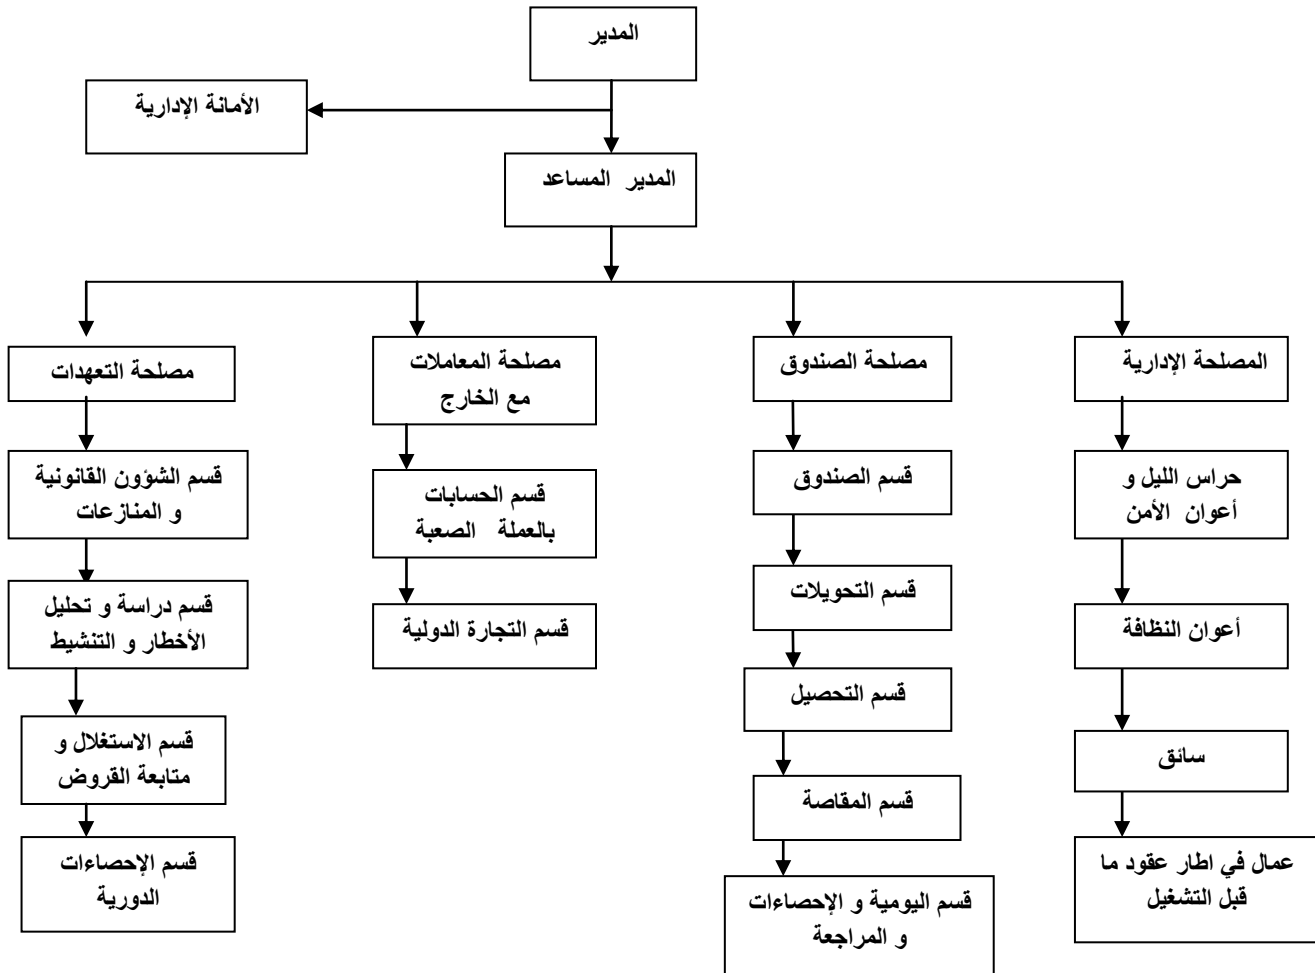 المدير
الأمانة الإدارية
المدير المساعد
المصلحة الإدارية
مصلحة الصندوق
مصلحة المعاملات
مع الخارج
مصلحة التعهدات
حراس الليل و
أعوان الأمن
قسم الصندوق
قسم الحسابات
بالعملة الصعبة
قسم الشؤون القانونية
و المنازعات
أعوان النظافة
قسم التحويلات
قسم التجارة الدولية
قسم دراسة و تحليل
الأخطار و التنشيط
سائق
قسم التحصيل
قسم الاستغلال و
متابعة القروض
عمال في اطار عقود ما
قبل التشغيل
قسم المقاصة
قسم الإحصاءات
الدورية
قسم اليومية و الإحصاءات
و المراجعة